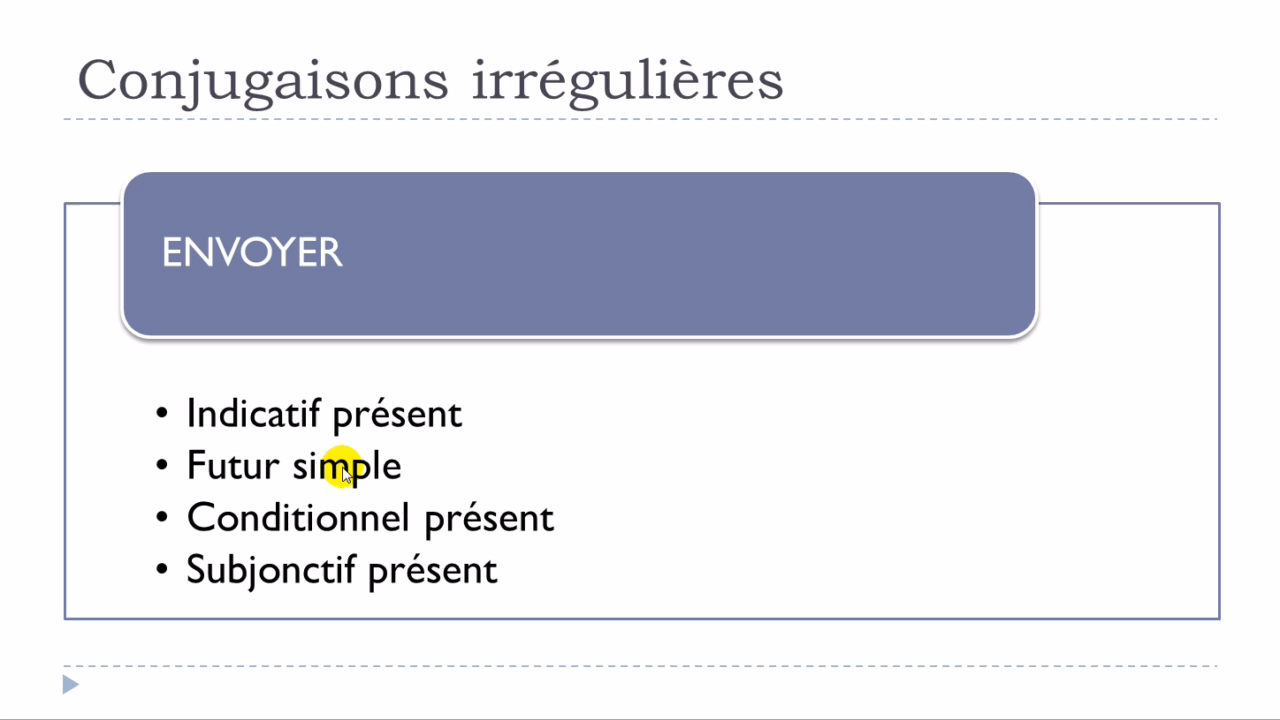 Conjugaisons irrégulières
ENVOYER
• Indicatif présent
• Futur simple
• Conditionnel présent
• Subjonctif présent